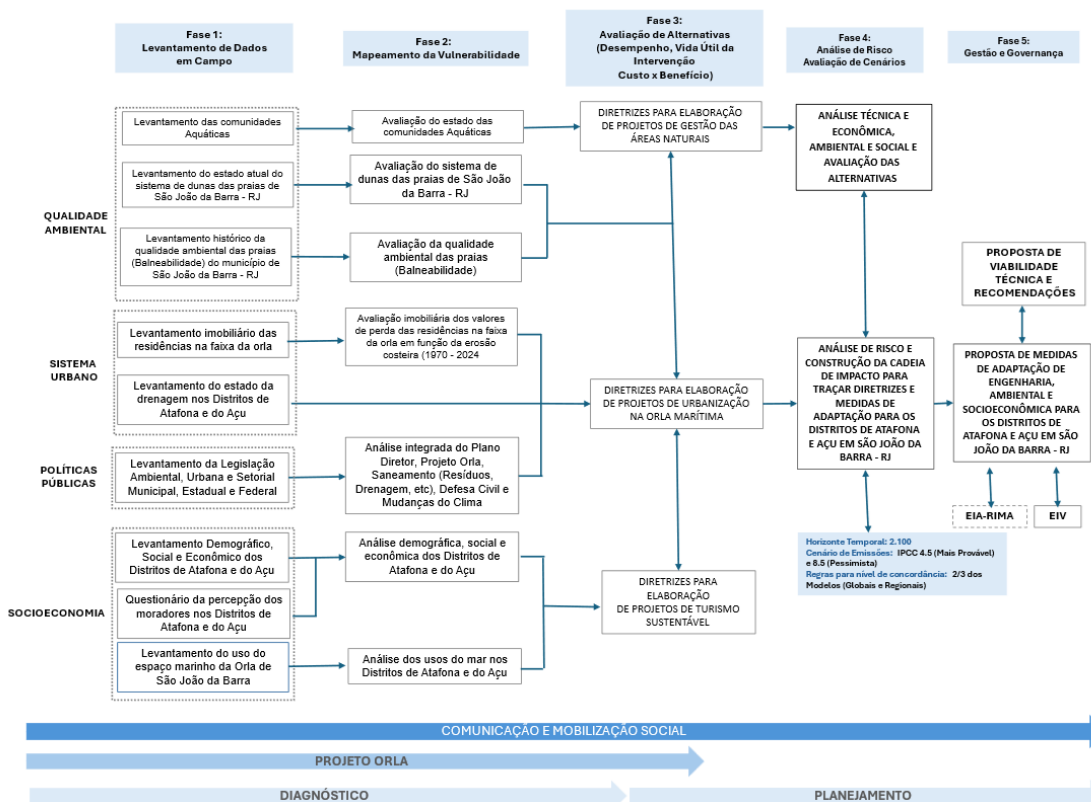 Fase 1:
Levantamento de Dados
em Campo
Fase 2:
Mapeamento da Vulnerabilidade
Fase 3:
Avaliação de Alternativas
(Desempenho, Vida Útil da
Intervenção
Custo x Benefício)
Fase 4:
Análise de Risco
Avaliação de Cenários
Fase 5:
Gestão e Governança
QUALIDADE
AMBIENTAL
Levantamento das comunidades
Aquáticas
Levantamento do estado atual do
sistema de dunas das praias de
São João da Barra - RJ
Levantamento histórico da
qualidade ambiental das praias
(Balneabilidade) do município de
São João da Barra - RJ
Avaliação do estado das
comunidades Aquáticas
Avaliação do sistema de
dunas das praias de São João
da Barra - RJ
Avaliação da qualidade
ambiental das praias
(Balneabilidade)
DIRETRIZES PARA ELABORAÇÃO
DE PROJETOS DE GESTÃO DAS
ÁREAS NATURAIS
ANÁLISE TÉCNICA E
ECONÔMICA,
AMBIENTAL E SOCIAL E
AVALIAÇÃO DAS
ALTERNATIVAS
SISTEMA
URBANO
Levantamento imobiliário das
residências na faixa da orla
Levantamento do estado da
drenagem nos Distritos de
Atafona e do Açu
Avaliação imobiliária dos valores
de perda das residências na faixa
da orla em função da erosão
costeira (1970 - 2024
DIRETRIZES PARA ELABORAÇÃO
DE PROJETOS DE URBANIZAÇÃO
NA ORLA MARÍTIMA
ANÁLISE DE RISCO E
CONSTRUÇÃO DA CADEIA
DE IMPACTO PARA
TRAÇAR DIRETRIZES E
MEDIDAS DE
ADAPTAÇÃO PARA OS
DISTRITOS DE ATAFONA
E AÇU EM SÃO JOÃO DA
BARRA - RJ
PROPOSTA DE
VIABILIDADE
TÉCNICA E
RECOMENDAÇÕES
PROPOSTA DE MEDIDAS
DE ADAPTAÇÃO DE
ENGENHARIA,
AMBIENTAL E
SOCIOECONÔMICA PARA
OS DISTRITOS DE
ATAFONA E AÇU EM SÃO
JOÃO DA BARRA - RJ
EIA-RIMA
EIV
POLÍTICAS
PÚBLICAS
Levantamento da Legislação
Ambiental, Urbana e Setorial
Municipal, Estadual e Federal
Análise integrada do Plano
Diretor, Projeto Orla,
Saneamento (Resíduos,
Drenagem, etc), Defesa Civil e
Mudanças do Clima
Horizonte Temporal: 2.100
Cenário de Emissões: IPCC 4.5 (Mais Provável)
e 8.5 (Pessimista)
Regras para nível de concordância: 2/3 dos
Modelos (Globais e Regionais)
SOCIOECONOMIA
Levantamento Demográfico,
Social e Econômico dos
Distritos de Atafona e do Açu
Questionário da percepção dos
moradores nos Distritos de
Atafona e do Açu
Levantamento do uso do
espaço marinho da Orla de
São João da Barra
Análise demográfica, social e
econômica dos Distritos de
Atafona e do Açu
Análise dos usos do mar nos
Distritos de Atafona e do Açu
DIRETRIZES PARA
ELABORAÇÃO
DE PROJETOS DE TURISMO
SUSTENTÁVEL
COMUNICAÇÃO E MOBILIZAÇÃO SOCIAL
PROJETO ORLA
DIAGNÓSTICO
PLANEJAMENTO